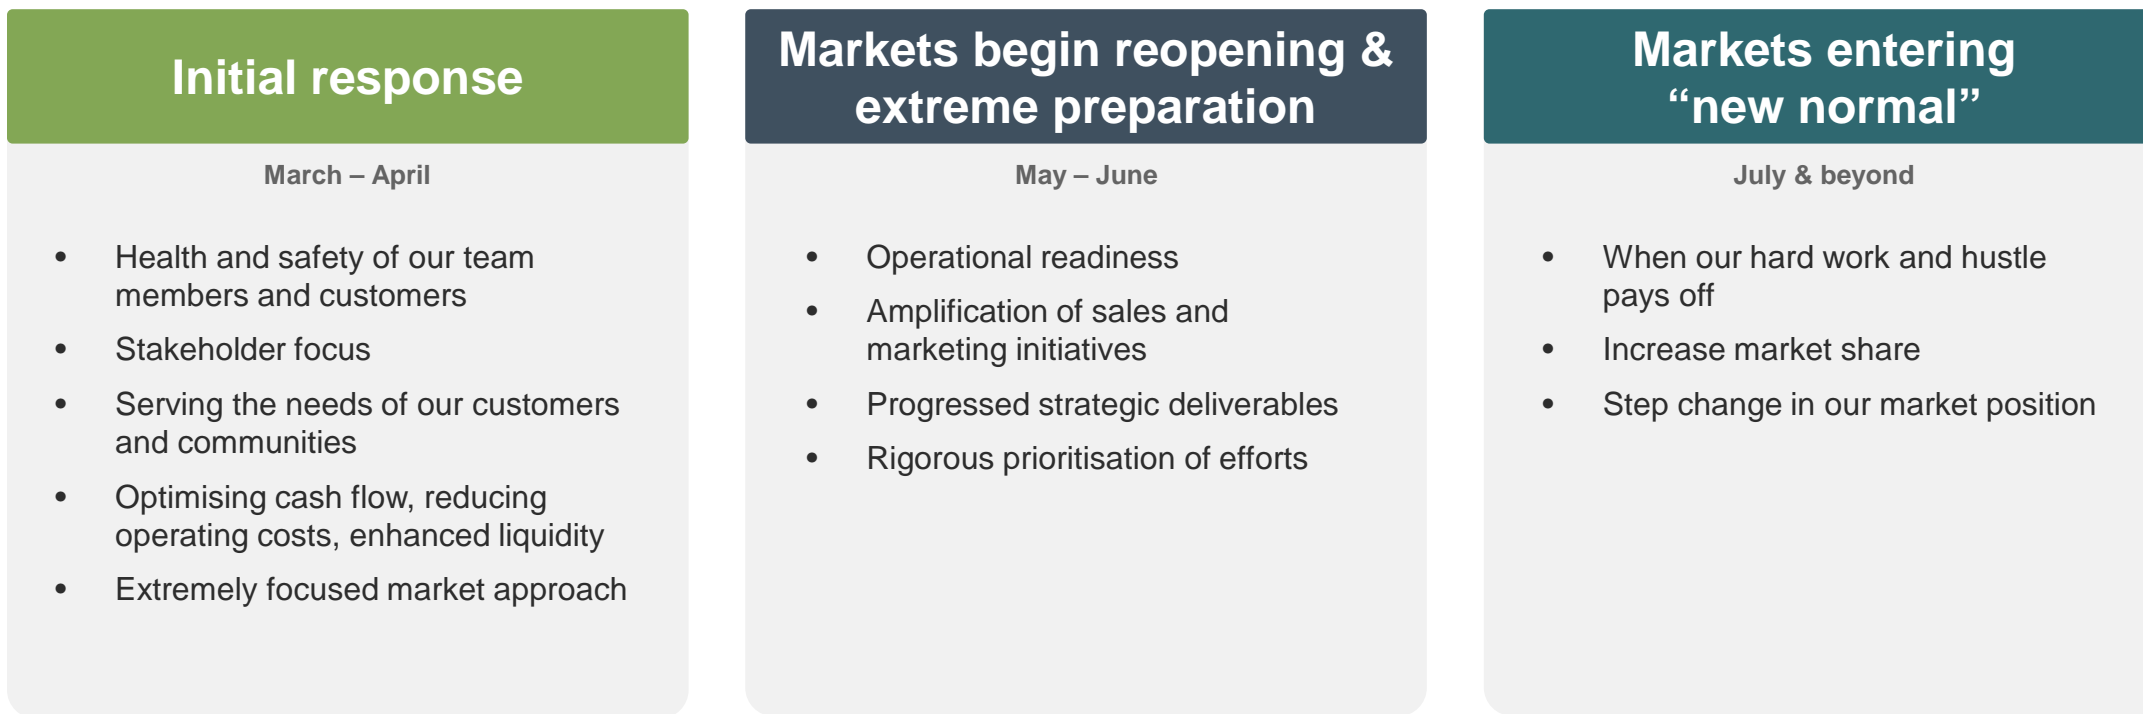 Initial response
March – April
• Health and safety of our team
members and customers
• Stakeholder focus
• Serving the needs of our customers
and communities
• Optimising cash flow, reducing
operating costs, enhanced liquidity
• Extremely focused market approach
Markets begin reopening &
extreme preparation
May – June
• Operational readiness
• Amplification of sales and
marketing initiatives
• Progressed strategic deliverables
• Rigorous prioritisation of efforts
Markets entering
“new normal”
July & beyond
• When our hard work and hustle
pays off
• Increase market share
• Step change in our market position